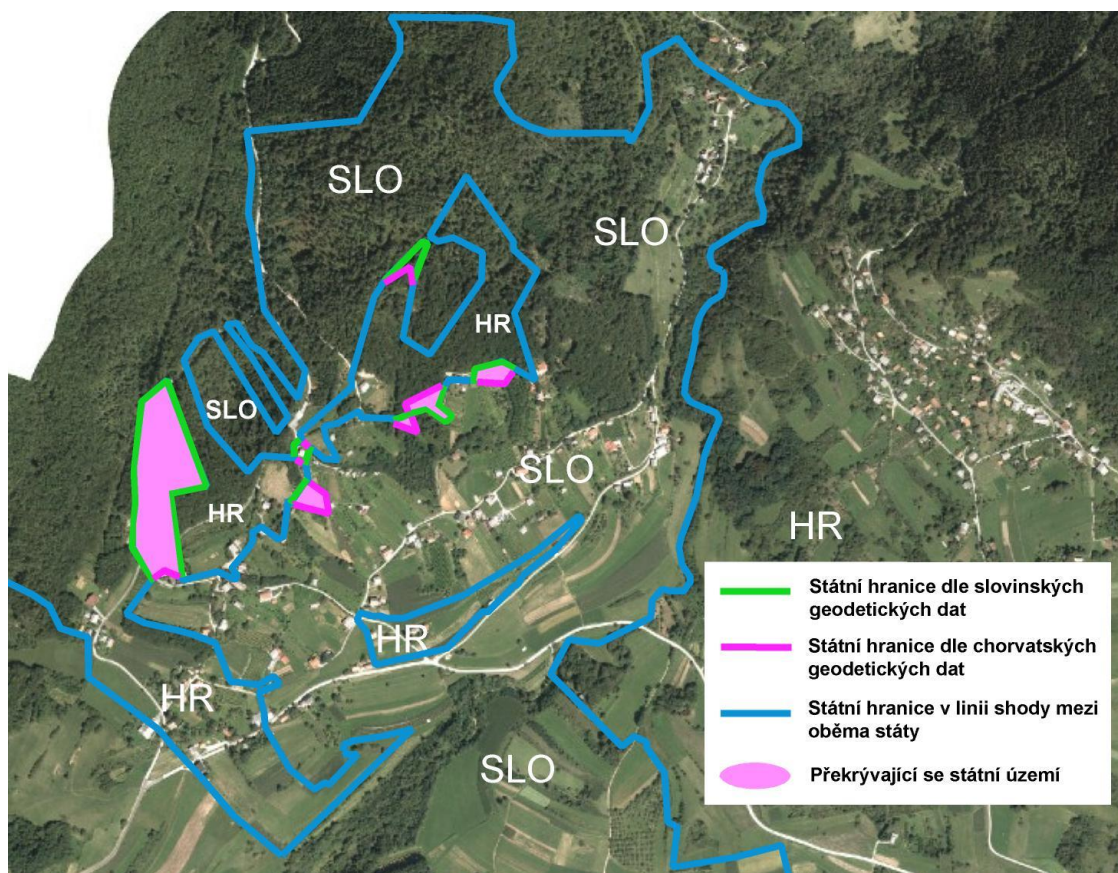 SLO
SLO
HR
SLO
SLO
HR
HR
HR
HR
SLO
Státní hranice dle slovinských
geodetických dat
Státní hranice dle chorvatských
geodetických dat
Státní hranice v linii shody mezi
oběma státy
Překrývající se státní území